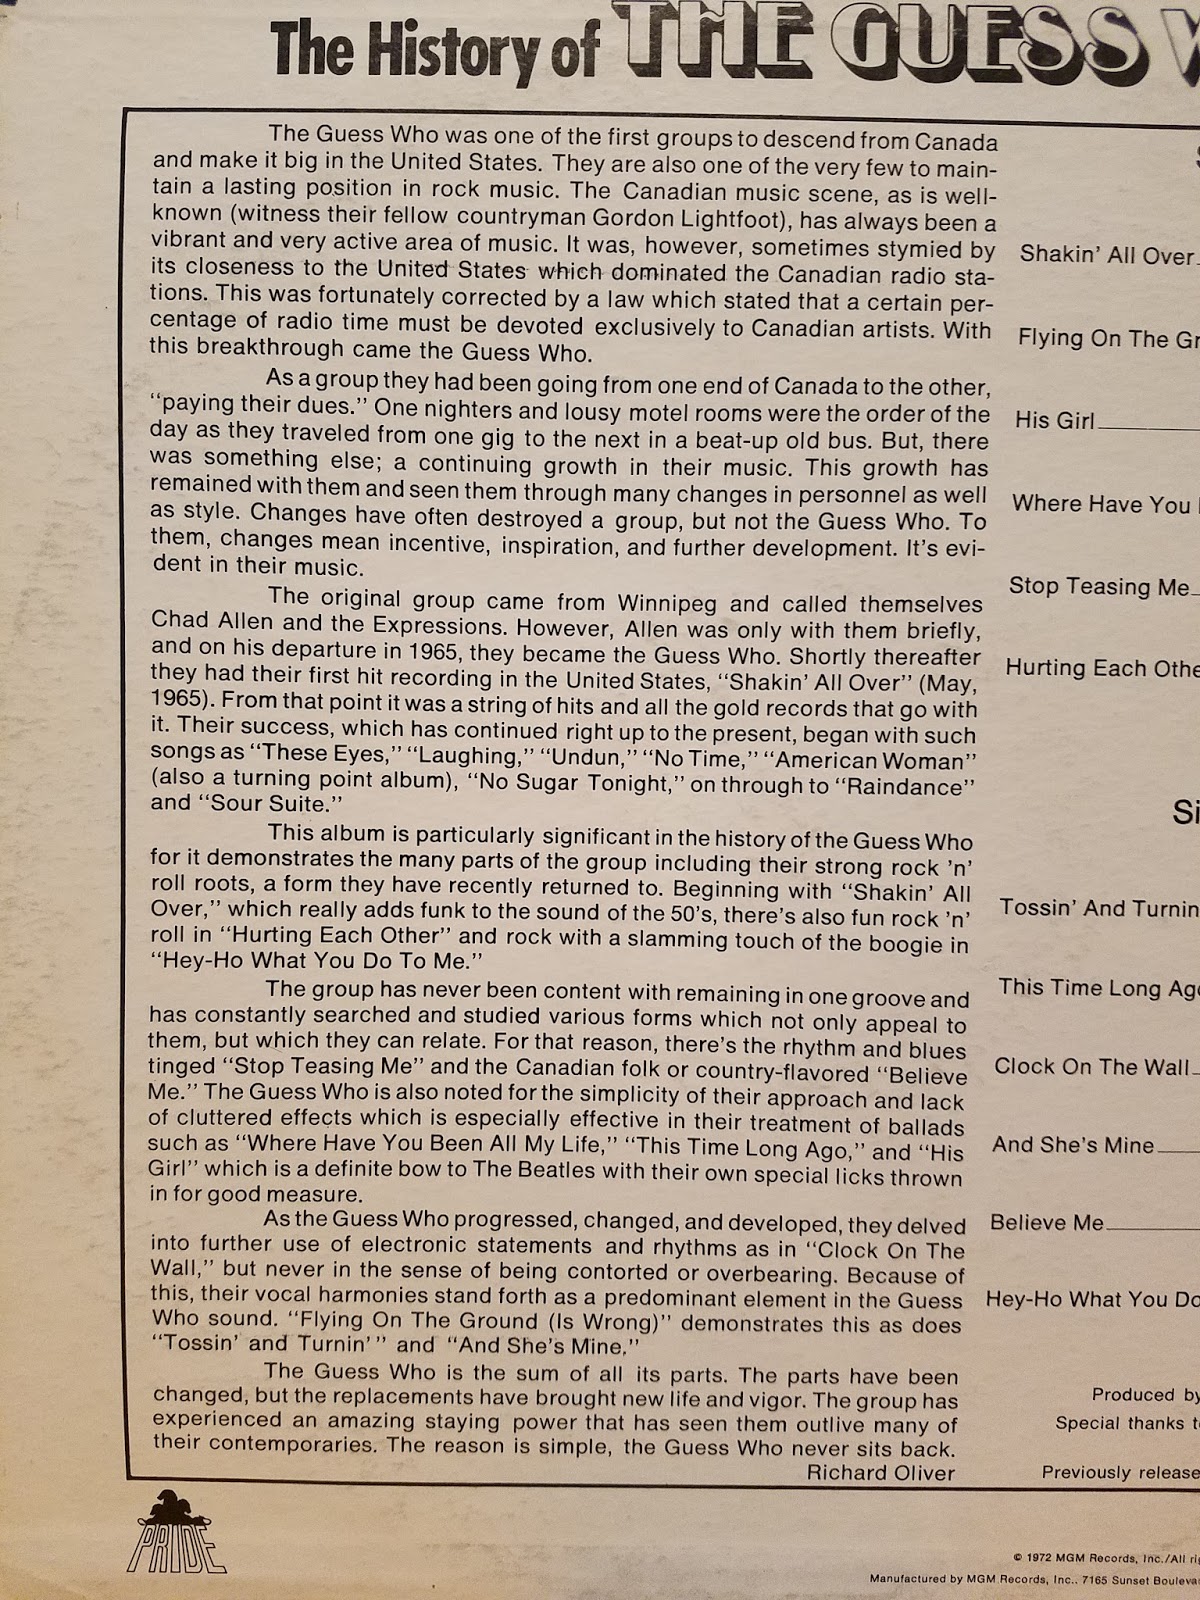 The History of THE GUESS
The Guess Who was one of the first groups to descend from Canada
and make it big in the United States. They are also one of the very few to main-
tain a lasting position in rock music. The Canadian music scene, as is well-
known (witness their fellow countryman Gordon Lightfoot), has always been a
vibrant and very active area of music. It was, however, sometimes stymied by
its closeness to the United States which dominated the Canadian radio sta-
tions. This was fortunately corrected by a law which stated that a certain per-
centage of radio time must be devoted exclusively to Canadian artists. With
this breakthrough came the Guess Who.
As a group they had been going from one end of Canada to the other,
“paying their dues.” One nighters and lousy motel rooms were the order of the
day as they traveled from one gig to the next in a beat-up old bus. But, there
was something else; a continuing growth in their music. This growth has
remained with them and seen them through many changes in personnel as well
as style. Changes have often destroyed a group, but not the Guess Who. To
them, changes mean incentive, inspiration, and further development. It's evi-
dent in their music.
The original group came from Winnipeg and called themselves
Chad Allen and the Expressions. However, Allen was only with them briefly,
and on his departure in 1965, they became the Guess Who. Shortly thereafter
they had their first hit recording in the United States, “Shakin’ All Over” (May,
1965). From that point it was a string of hits and all the gold records that go with
it. Their success, which has continued right up to the present, began with such
songs as “These Eyes,” “Laughing,” “Undun,” “No Time,” “American Woman”
(also a turning point album), “No Sugar Tonight,” on through to “Raindance”
and “Sour Suite.”
This album is particularly significant in the history of the Guess Who
for it demonstrates the many parts of the group including their strong rock ’n’
roll roots, a form they have recently returned to. Beginning with “Shakin’ All
Over,” which really adds funk to the sound of the 50’s, there’s also fun rock ’n’
roll in “Hurting Each Other” and rock with a slamming touch of the boogie in
“Hey-Ho What You Do To Me.”
The group has never been content with remaining in one groove and
has constantly searched and studied various forms which not only appeal to
them, but which they can relate. For that reason, there’s the rhythm and blues
tinged “Stop Teasing Me” and the Canadian folk or country-flavored “Believe
Me.” The Guess Who is also noted for the simplicity of their approach and lack
of cluttered effects which is especially effective in their treatment of ballads
such as “Where Have You Been All My Life,” “This Time Long Ago,” and “His
Girl” which is a definite bow to The Beatles with their own special licks thrown
in for good measure.
As the Guess Who progressed, changed, and developed, they delved
into further use of electronic statements and rhythms as in “Clock On The
Wall,” but never in the sense of being contorted or overbearing. Because of
this, their vocal harmonies stand forth as a predominant element in the Guess
Who sound. “Flying On The Ground (Is Wrong)” demonstrates this as does
“Tossin’ and Turnin’” and “And She’s Mine.”
The Guess Who is the sum of all its parts. The parts have been
changed, but the replacements have brought new life and vigor. The group has
experienced an amazing staying power that has seen them outlive many of
their contemporaries. The reason is simple, the Guess Who never sits back.
Richard Oliver
Shakin’ All Over
Flying On The Gr
His Girl
Where Have You
Stop Teasing Me
Hurting Each Othe
Si
Tossin’ And Turnin
This Time Long Ago
Clock On The Wall
And She’s Mine
Believe Me
Hey-Ho What You Do
Produced by
Special thanks t
Previously release
PRIDE
© 1972 MGM Records, Inc./All ri
Manufactured by MGM Records, Inc.. 7165 Sunset Bouleva